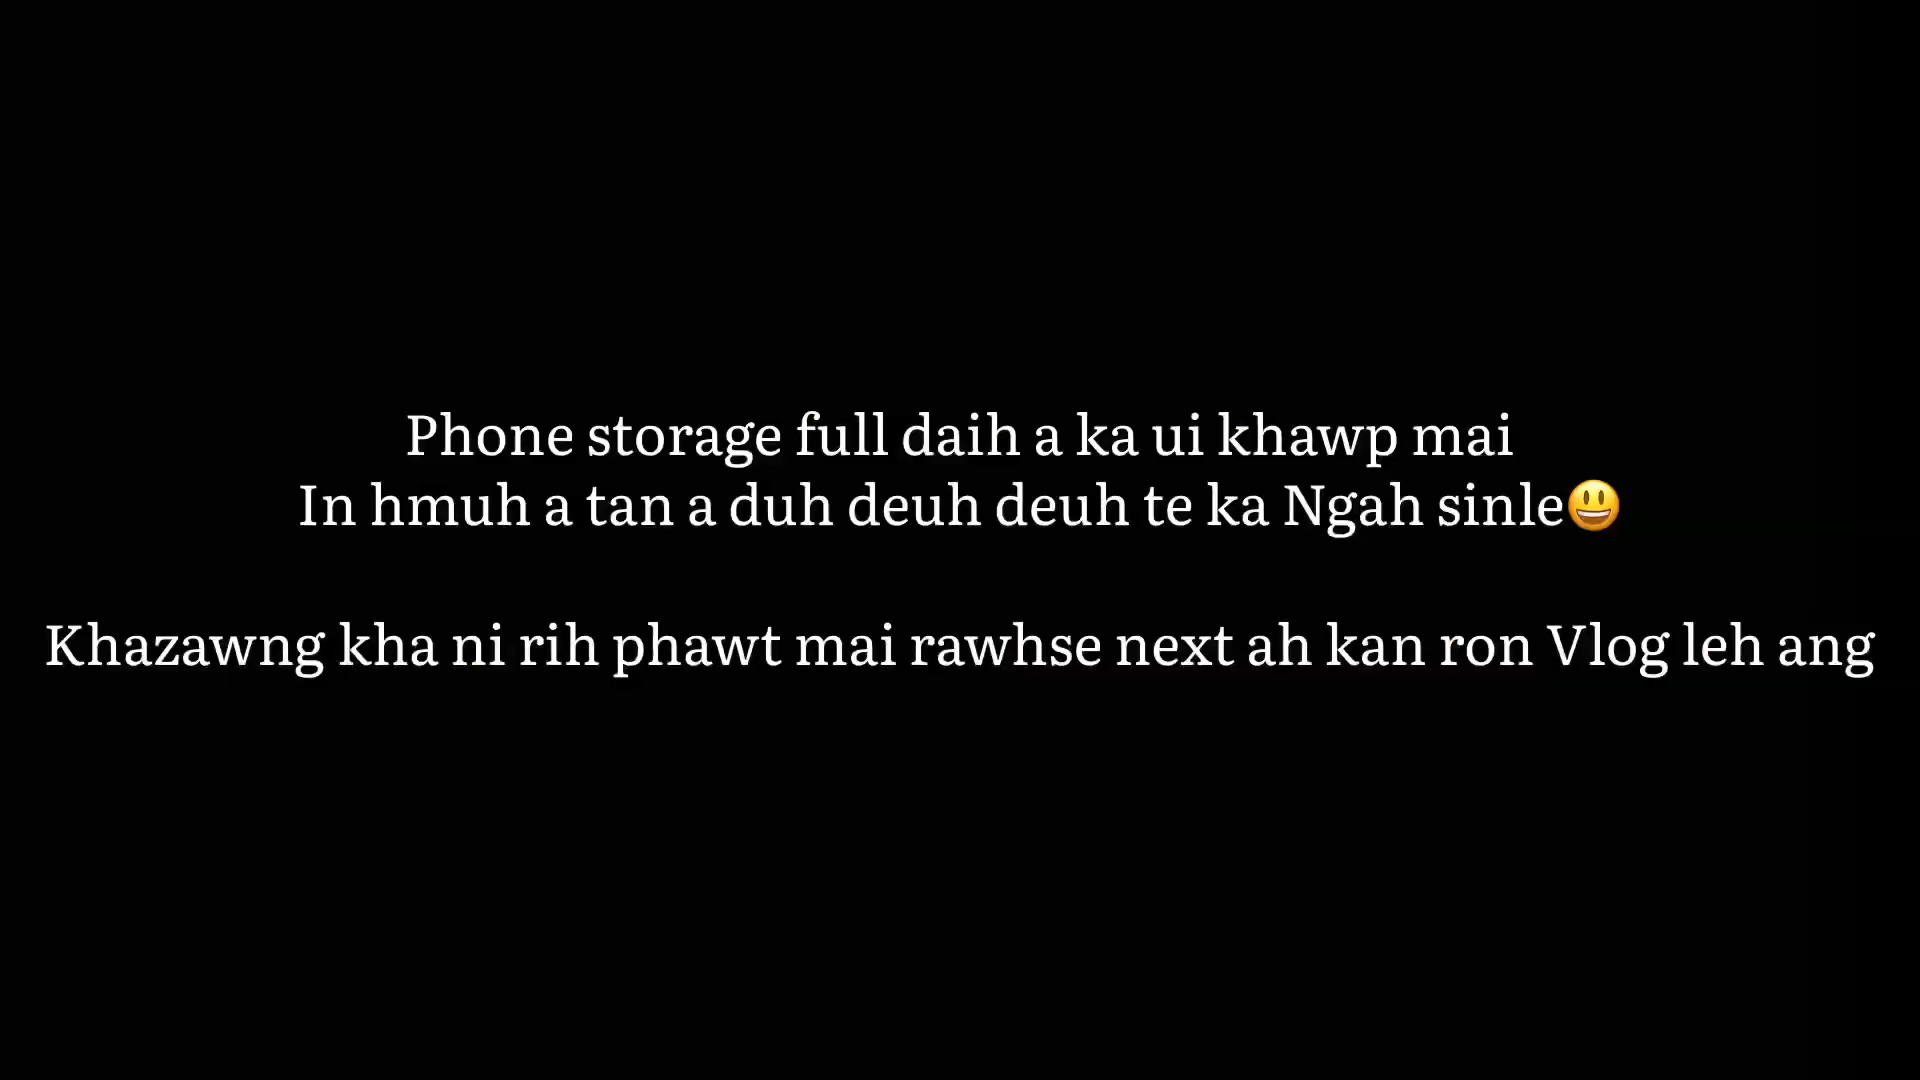 Phone storage full daih a ka ui khawp mai
In hmuh a tan a duh deuh deuh te ka Ngah sinle😃
Khazawng kha ni rih phawt mai rawhse next ah kan ron Vlog leh ang